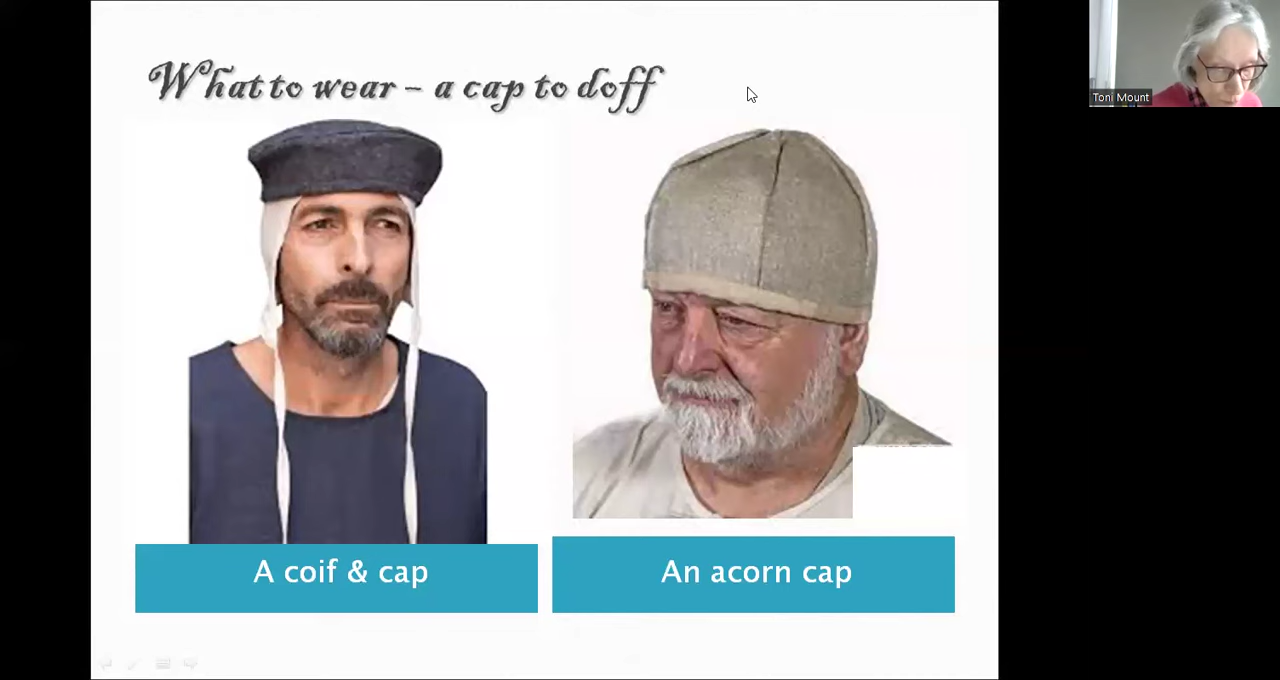 What to wear – a cap to doff
Toni Mount
A coif & cap
An acorn cap